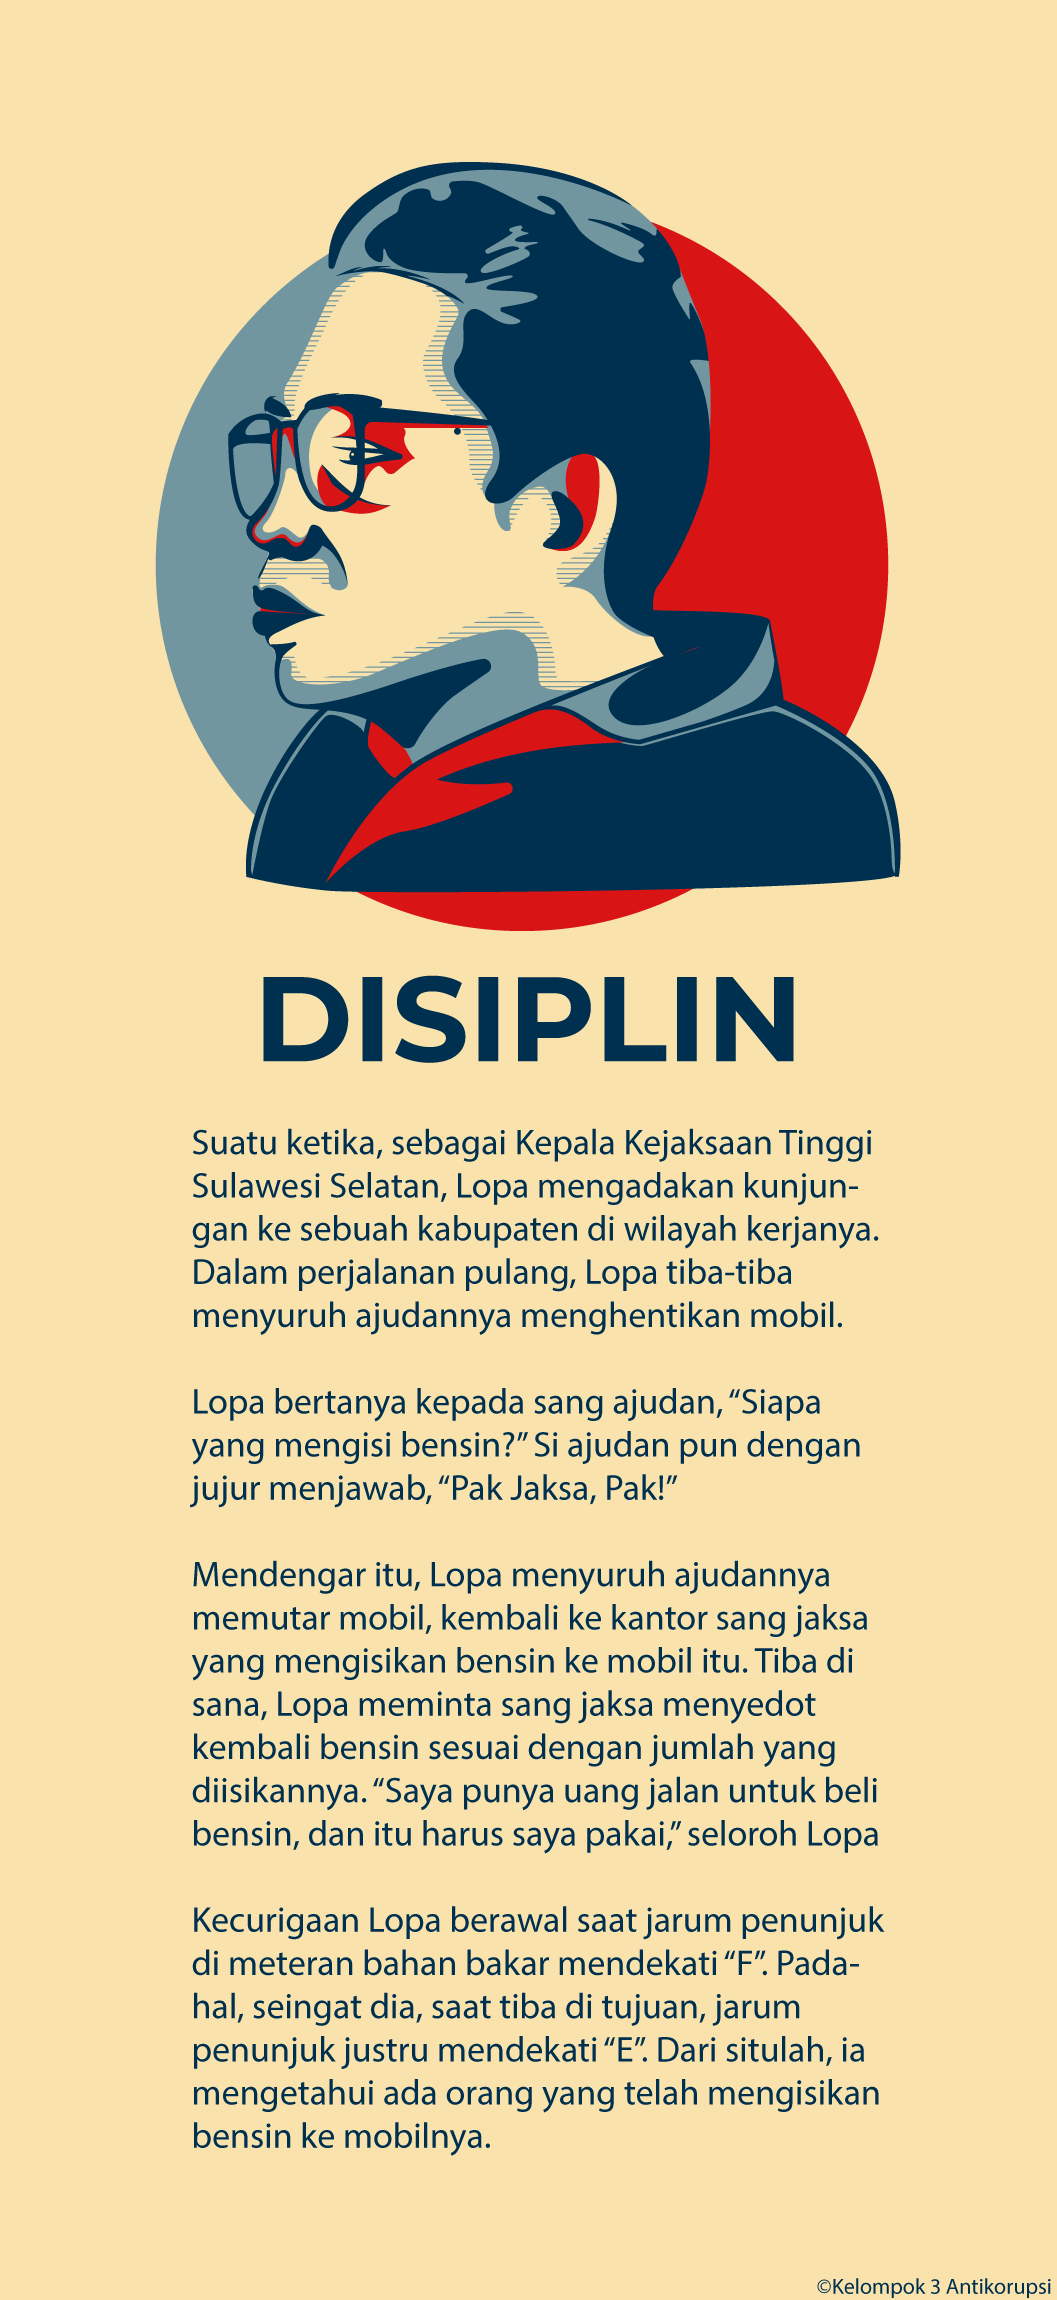 DISIPLIN
Suatu ketika, sebagai Kepala Kejaksaan Tinggi
Sulawesi Selatan, Lopa mengadakan kunjun-
gan ke sebuah kabupaten di wilayah kerjanya.
Dalam perjalanan pulang, Lopa tiba-tiba
menyuruh ajudannya menghentikan mobil.
Lopa bertanya kepada sang ajudan, “Siapa
yang mengisi bensin?” Si ajudan pun dengan
jujur menjawab, “Pak Jaksa, Pak!”
Mendengar itu, Lopa menyuruh ajudannya
memutar mobil, kembali ke kantor sang jaksa
yang mengisikan bensin ke mobil itu. Tiba di
sana, Lopa meminta sang jaksa menyedot
kembali bensin sesuai dengan jumlah yang
diisikannya. “Saya punya uang jalan untuk beli
bensin, dan itu harus saya pakai,” seloroh Lopa
Kecurigaan Lopa berawal saat jarum penunjuk
di meteran bahan bakar mendekati “F”. Pada-
hal, seingat dia, saat tiba di tujuan, jarum
penunjuk justru mendekati “E”. Dari situlah, ia
mengetahui ada orang yang telah mengisikan
bensin ke mobilnya.
©Kelompok 3 Antikorupsi